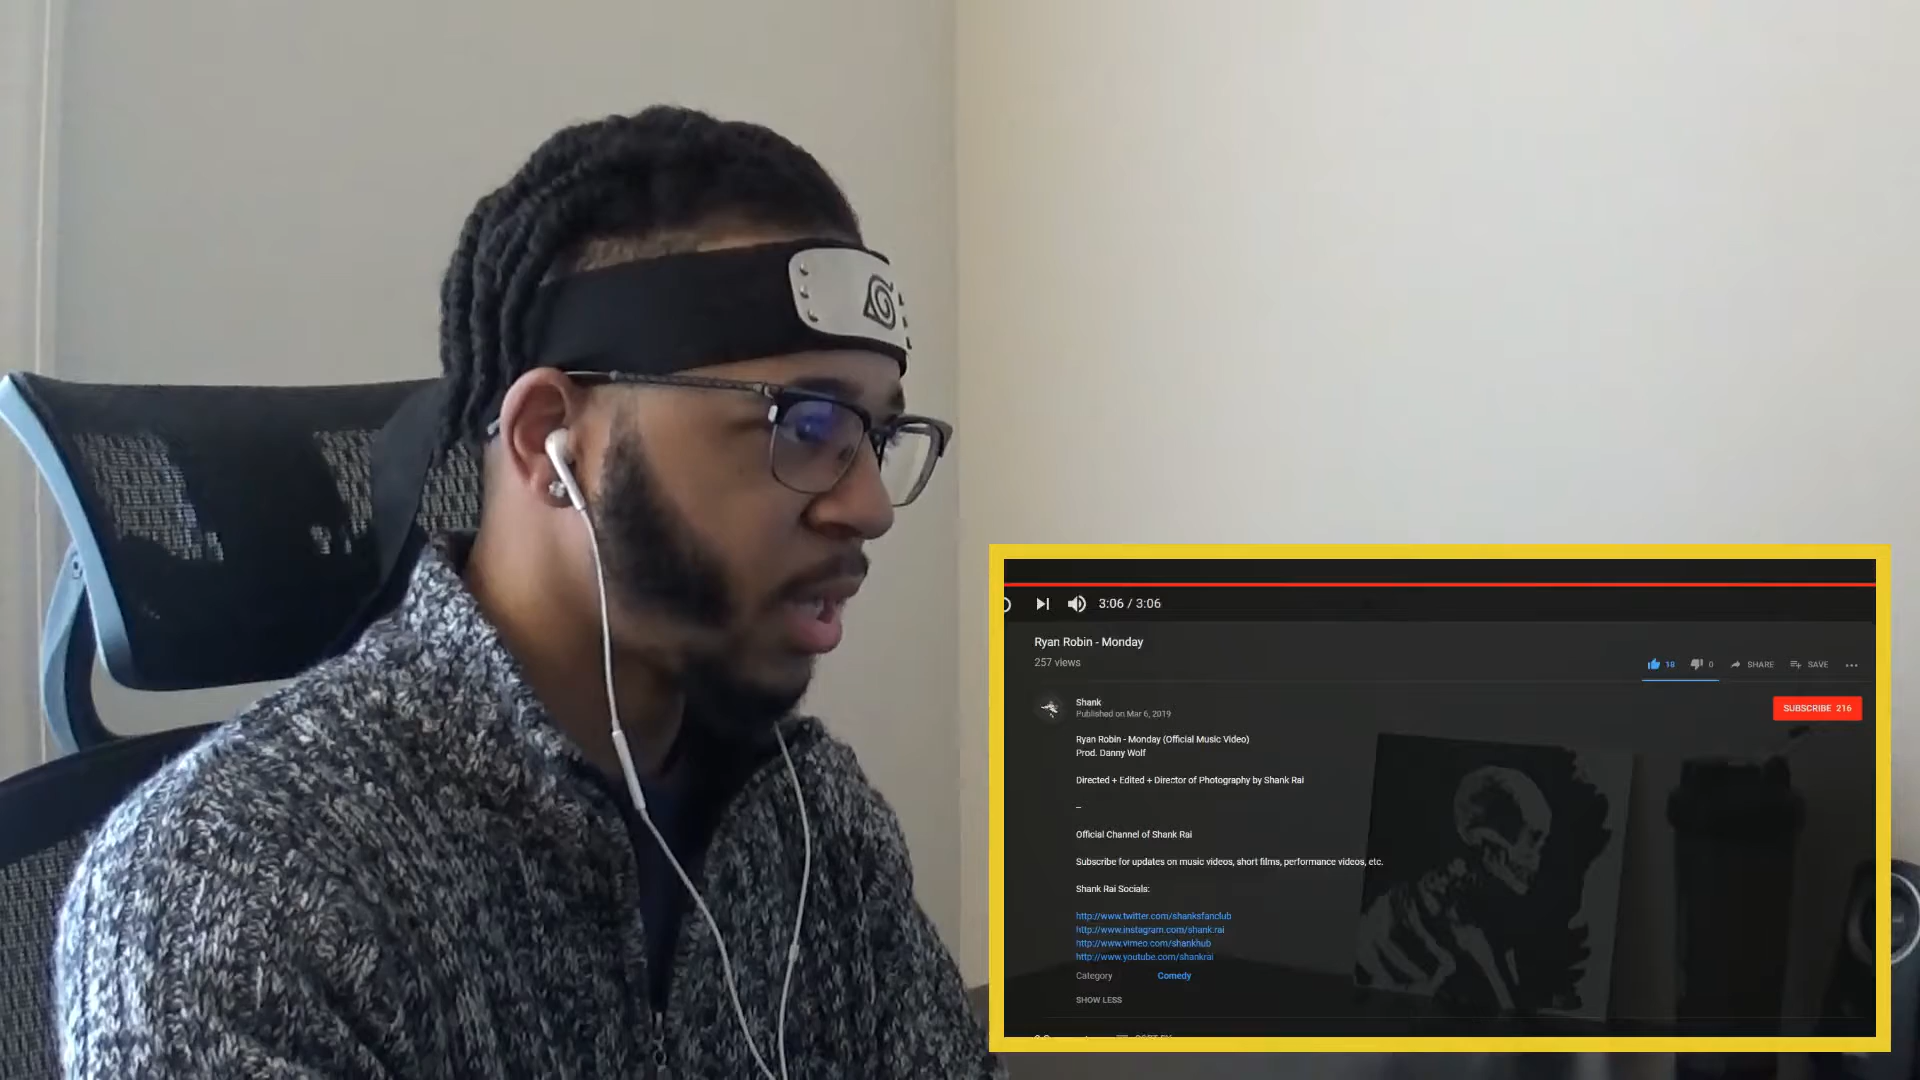 3:06 / 3:06
Ryan Robin - Monday
257 views
18
0
SHARE
SAVE
Shank
Published on Mar 6, 2019
SUBSCRIBE 216
Ryan Robin - Monday (Official Music Video)
Prod. Danny Wolf
Directed + Edited + Director of Photography by Shank Rai
--
Official Channel of Shank Rai
Subscribe for updates on music videos, short films, performance videos, etc.
Shank Rai Socials:
http://www.twitter.com/shanksfanclub
http://www.instagram.com/shank.rai
http://www.vimeo.com/shankhub
http://www.youtube.com/shankrai
Category Comedy
SHOW LESS